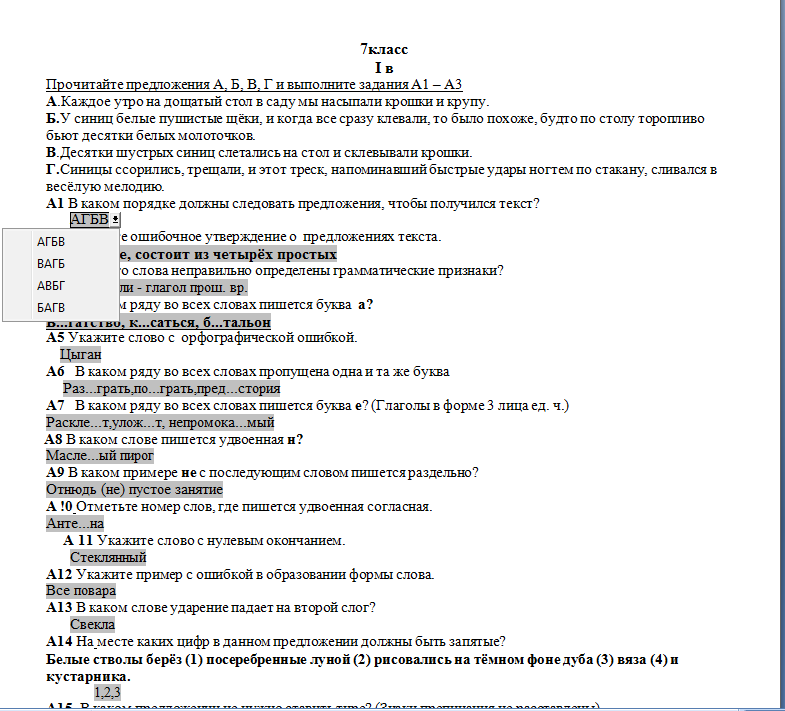 7класс
I в
Прочитайте предложения А, Б, В, Г и выполните задания А1 – А3
А.Каждое утро на дощатый стол в саду мы насыпали крошки и крупу.
Б.У синиц белые пушистые щёки, и когда все сразу клевали, то было похоже, будто по столу торопливо
бьют десятки белых молоточков.
В.Десятки шустрых синиц слетались на стол и склевывали крошки.
Г.Синицы ссорились, трещали, и этот треск, напоминавший быстрые удары ногтем по стакану, сливался в
весёлую мелодию.
А1 В каком порядке должны следовать предложения, чтобы получился текст?
АГБВ
АГБВ
ВАГБ
АВБГ
БАГВ
е ошибочное утверждение о предложениях текста.
е, состоит из четырёх простых
го слова неправильно определены грамматические признаки?
ли - глагол прош. вр.
м ряду во всех словах пишется буква а?
Б...гатство, к...саться, б...тальон
А5 Укажите слово с орфографической ошибкой.
Цыган
А6 В каком ряду во всех словах пропущена одна и та же буква
Раз...грать,по...грать,пред...стория
А7 В каком ряду во всех словах пишется буква е? (Глаголы в форме 3 лица ед. ч.)
Раскле...т,улож...т, непромока...мый
А8 В каком слове пишется удвоенная н?
Масле...ый пирог
А9 В каком примере не с последующим словом пишется раздельно?
Отнюдь (не) пустое занятие
А !0 Отметьте номер слов, где пишется удвоенная согласная.
Анте...на
А 11 Укажите слово с нулевым окончанием.
Стеклянный
А12 Укажите пример с ошибкой в образовании формы слова.
Все повара
А13 В каком слове ударение падает на второй слог?
Свекла
А14 На месте каких цифр в данном предложении должны быть запятые?
Белые стволы берёз (1) посеребренные луной (2) рисовались на тёмном фоне дуба (3) вяза (4) и
кустарника.
1,2,3
А15 В каком предложении не нужно ставить тире? (Знаки препинания не расставлены)